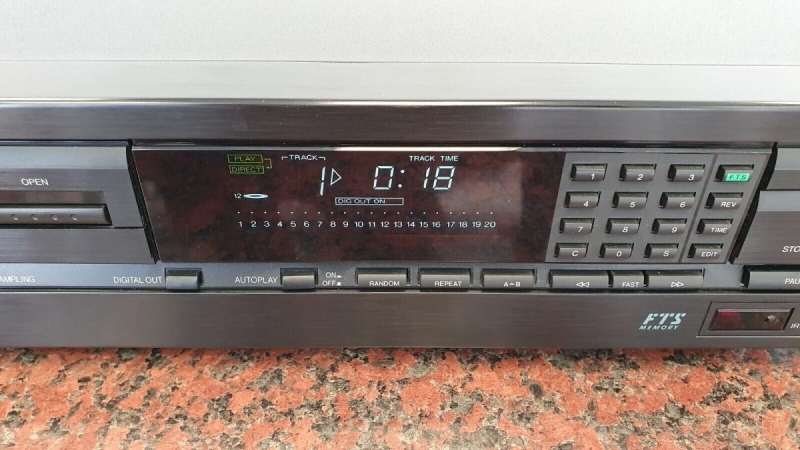 OPEN
PLAY
DIRECT
TRACK
TRACK TIME
1 0:18
12
DIG OUT ON
1 2 3 4 5 6 7 8 9 10 11 12 13 14 15 16 17 18 19 20
1 2 3 FTS
4 5 6 REV
7 8 9 TIME
C 0 S EDIT
STO
AMPLING
DIGITAL OUT
AUTOPLAY
ON
OFF
RANDOM
REPEAT
A-B
◁◁ FAST ▷▷
PAU
FTS
MEMORY
IR